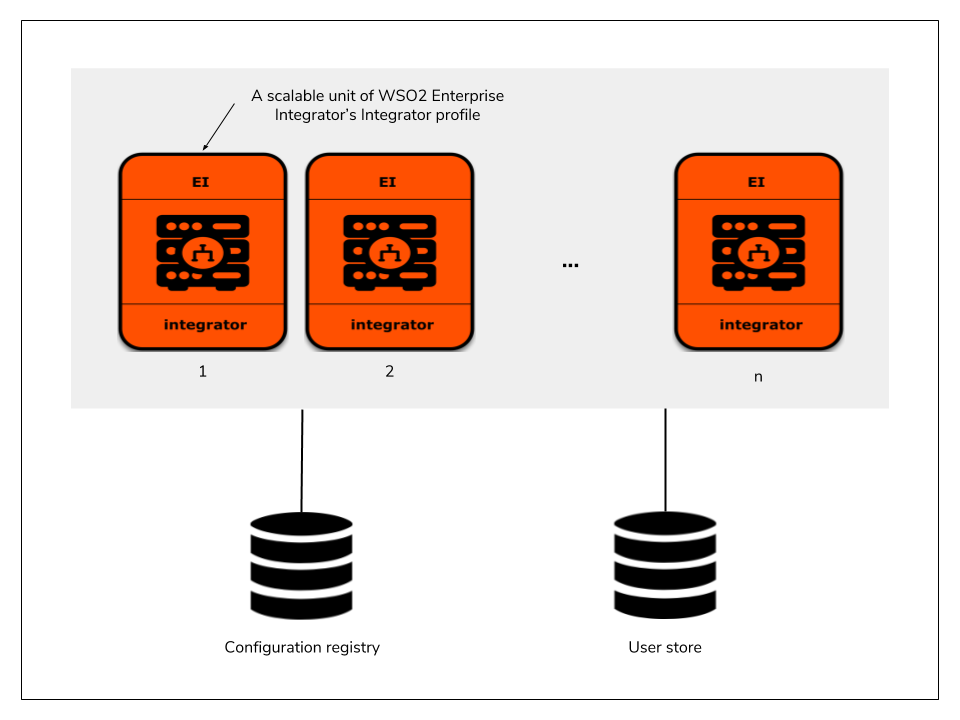 A scalable unit of WSO2 Enterprise
Integrator's Integrator profile
EI
EI
EI
...
integrator
integrator
integrator
1
2
n
Configuration registry
User store